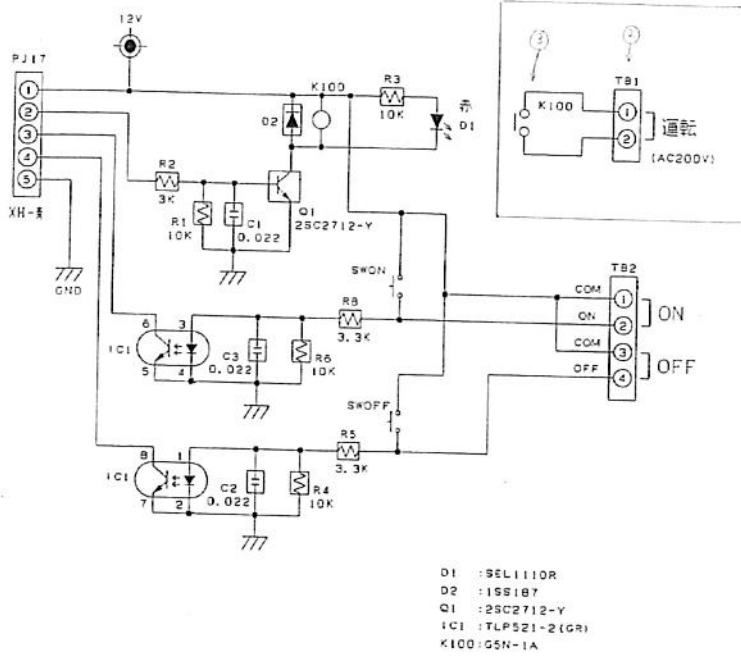 12V
PJ17
1
2
3
4
5
XH-5
GND
K100
R3
10K
赤
D1
D2
R2
3K
R1
10K
C1
0.022
Q1
2SC2712-Y
3
2
TB1
K100
1
2
運転
(AC200V)
SWON
TB2
COM
1
ON
2
ON
COM
3
OFF
4
OFF
6
3
IC1
5
4
C3
0.022
R6
10K
R8
3.3K
SWOFF
8
1
IC1
7
2
C2
0.022
R4
10K
R5
3.3K
D1 :SEL1110R
D2 :1SS187
Q1 :2SC2712-Y
IC1 :TLP521-2(GR)
K100:G5N-1A